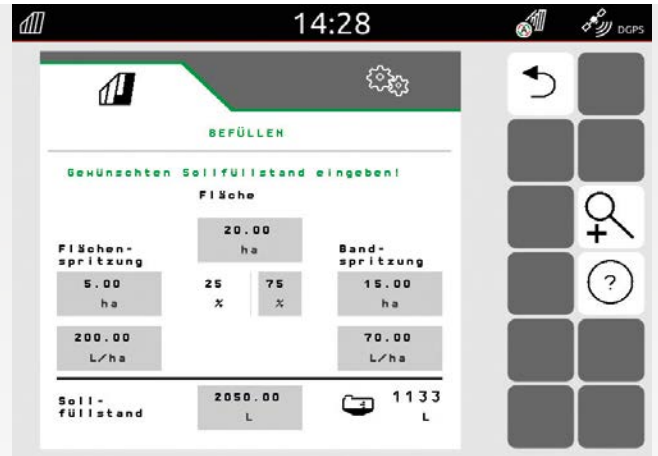 14:28
DGPS
BEFÜLLEN
Gewünschten Sollfüllstand eingeben!
Fläche
20.00
ha
Flächen-
spritzung
Band-
spritzung
5.00
ha
25
%
75
%
15.00
ha
200.00
L/ha
70.00
L/ha
Soll-
füllstand
2050.00
L
1133
L
?